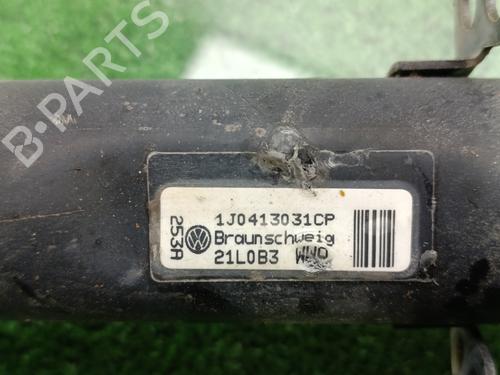 B-PARTS
253A
1J0413031CP
Braunschweig
21L0B3 WWO